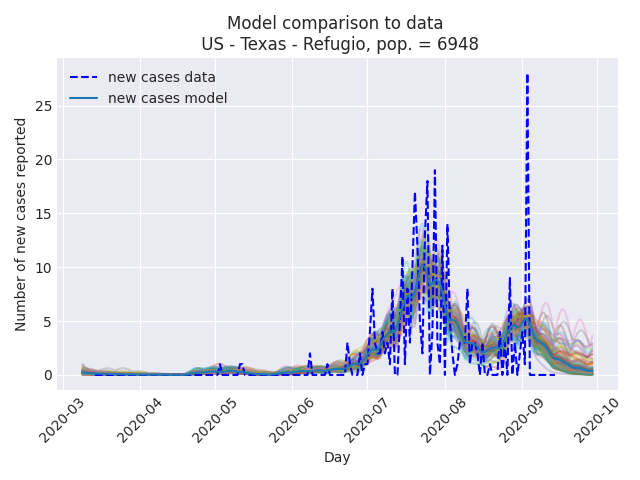 Model comparison to data
US - Texas - Refugio, pop. = 6948
new cases data
new cases model
Number of new cases reported
25
20
15
10
5
0
2020-03
2020-04
2020-05
2020-06
2020-07
2020-08
2020-09
2020-10
Day